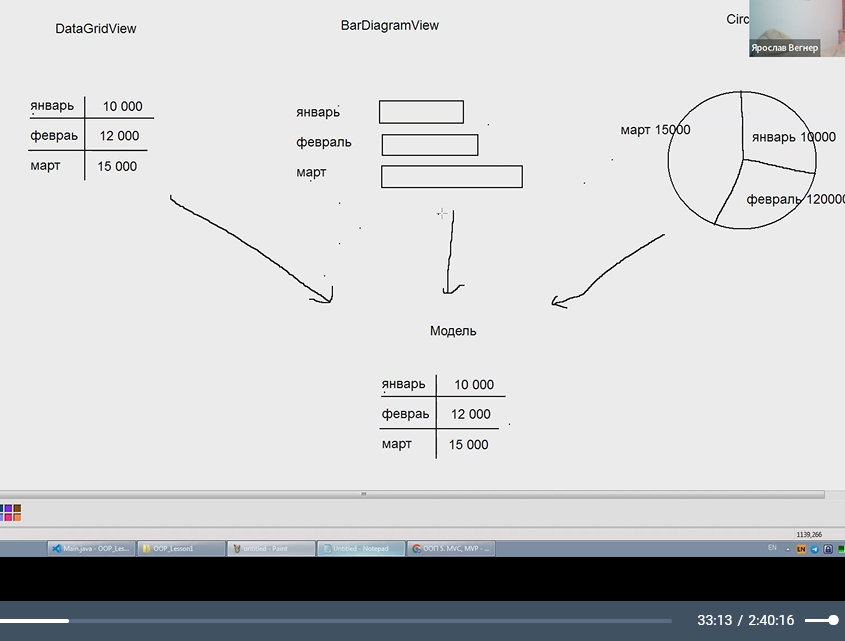 DataGridView
BarDiagramView
Circ
Ярослав Вегнер
январь 10 000
февраь 12 000
март 15 000
январь
февраль
март
март 15000
январь 10000
февраль 120000
Модель
январь 10 000
февраь 12 000
март 15 000
1139,266
Main.java - OOP_Les...
OOP_Lesson1
untitled - Paint
Untitled - Notepad
ООП 5. MVC, MVP - ...
EN
EN
33:13 / 2:40:16